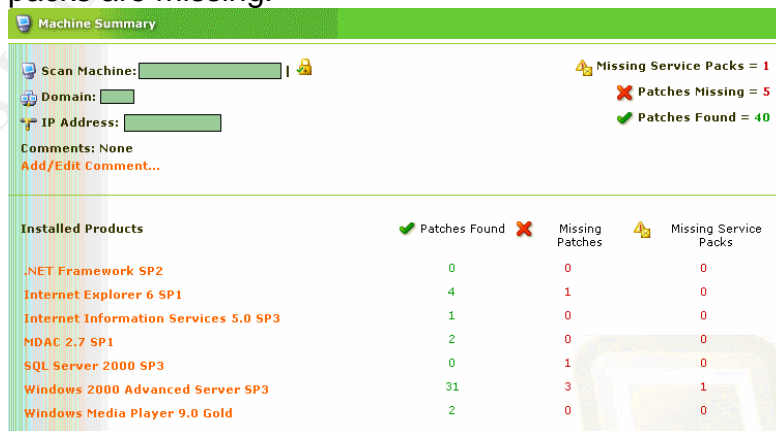 packs are missing.
Machine Summary
Scan Machine: |
Domain:
IP Address:
Comments: None
Add/Edit Comment...
Missing Service Packs = 1
Patches Missing = 5
Patches Found = 40
Installed Products Patches Found Missing Patches Missing Service Packs
.NET Framework SP2 0 0 0
Internet Explorer 6 SP1 4 1 0
Internet Information Services 5.0 SP3 1 0 0
MDAC 2.7 SP1 2 0 0
SQL Server 2000 SP3 0 1 0
Windows 2000 Advanced Server SP3 31 3 1
Windows Media Player 9.0 Gold 2 0 0